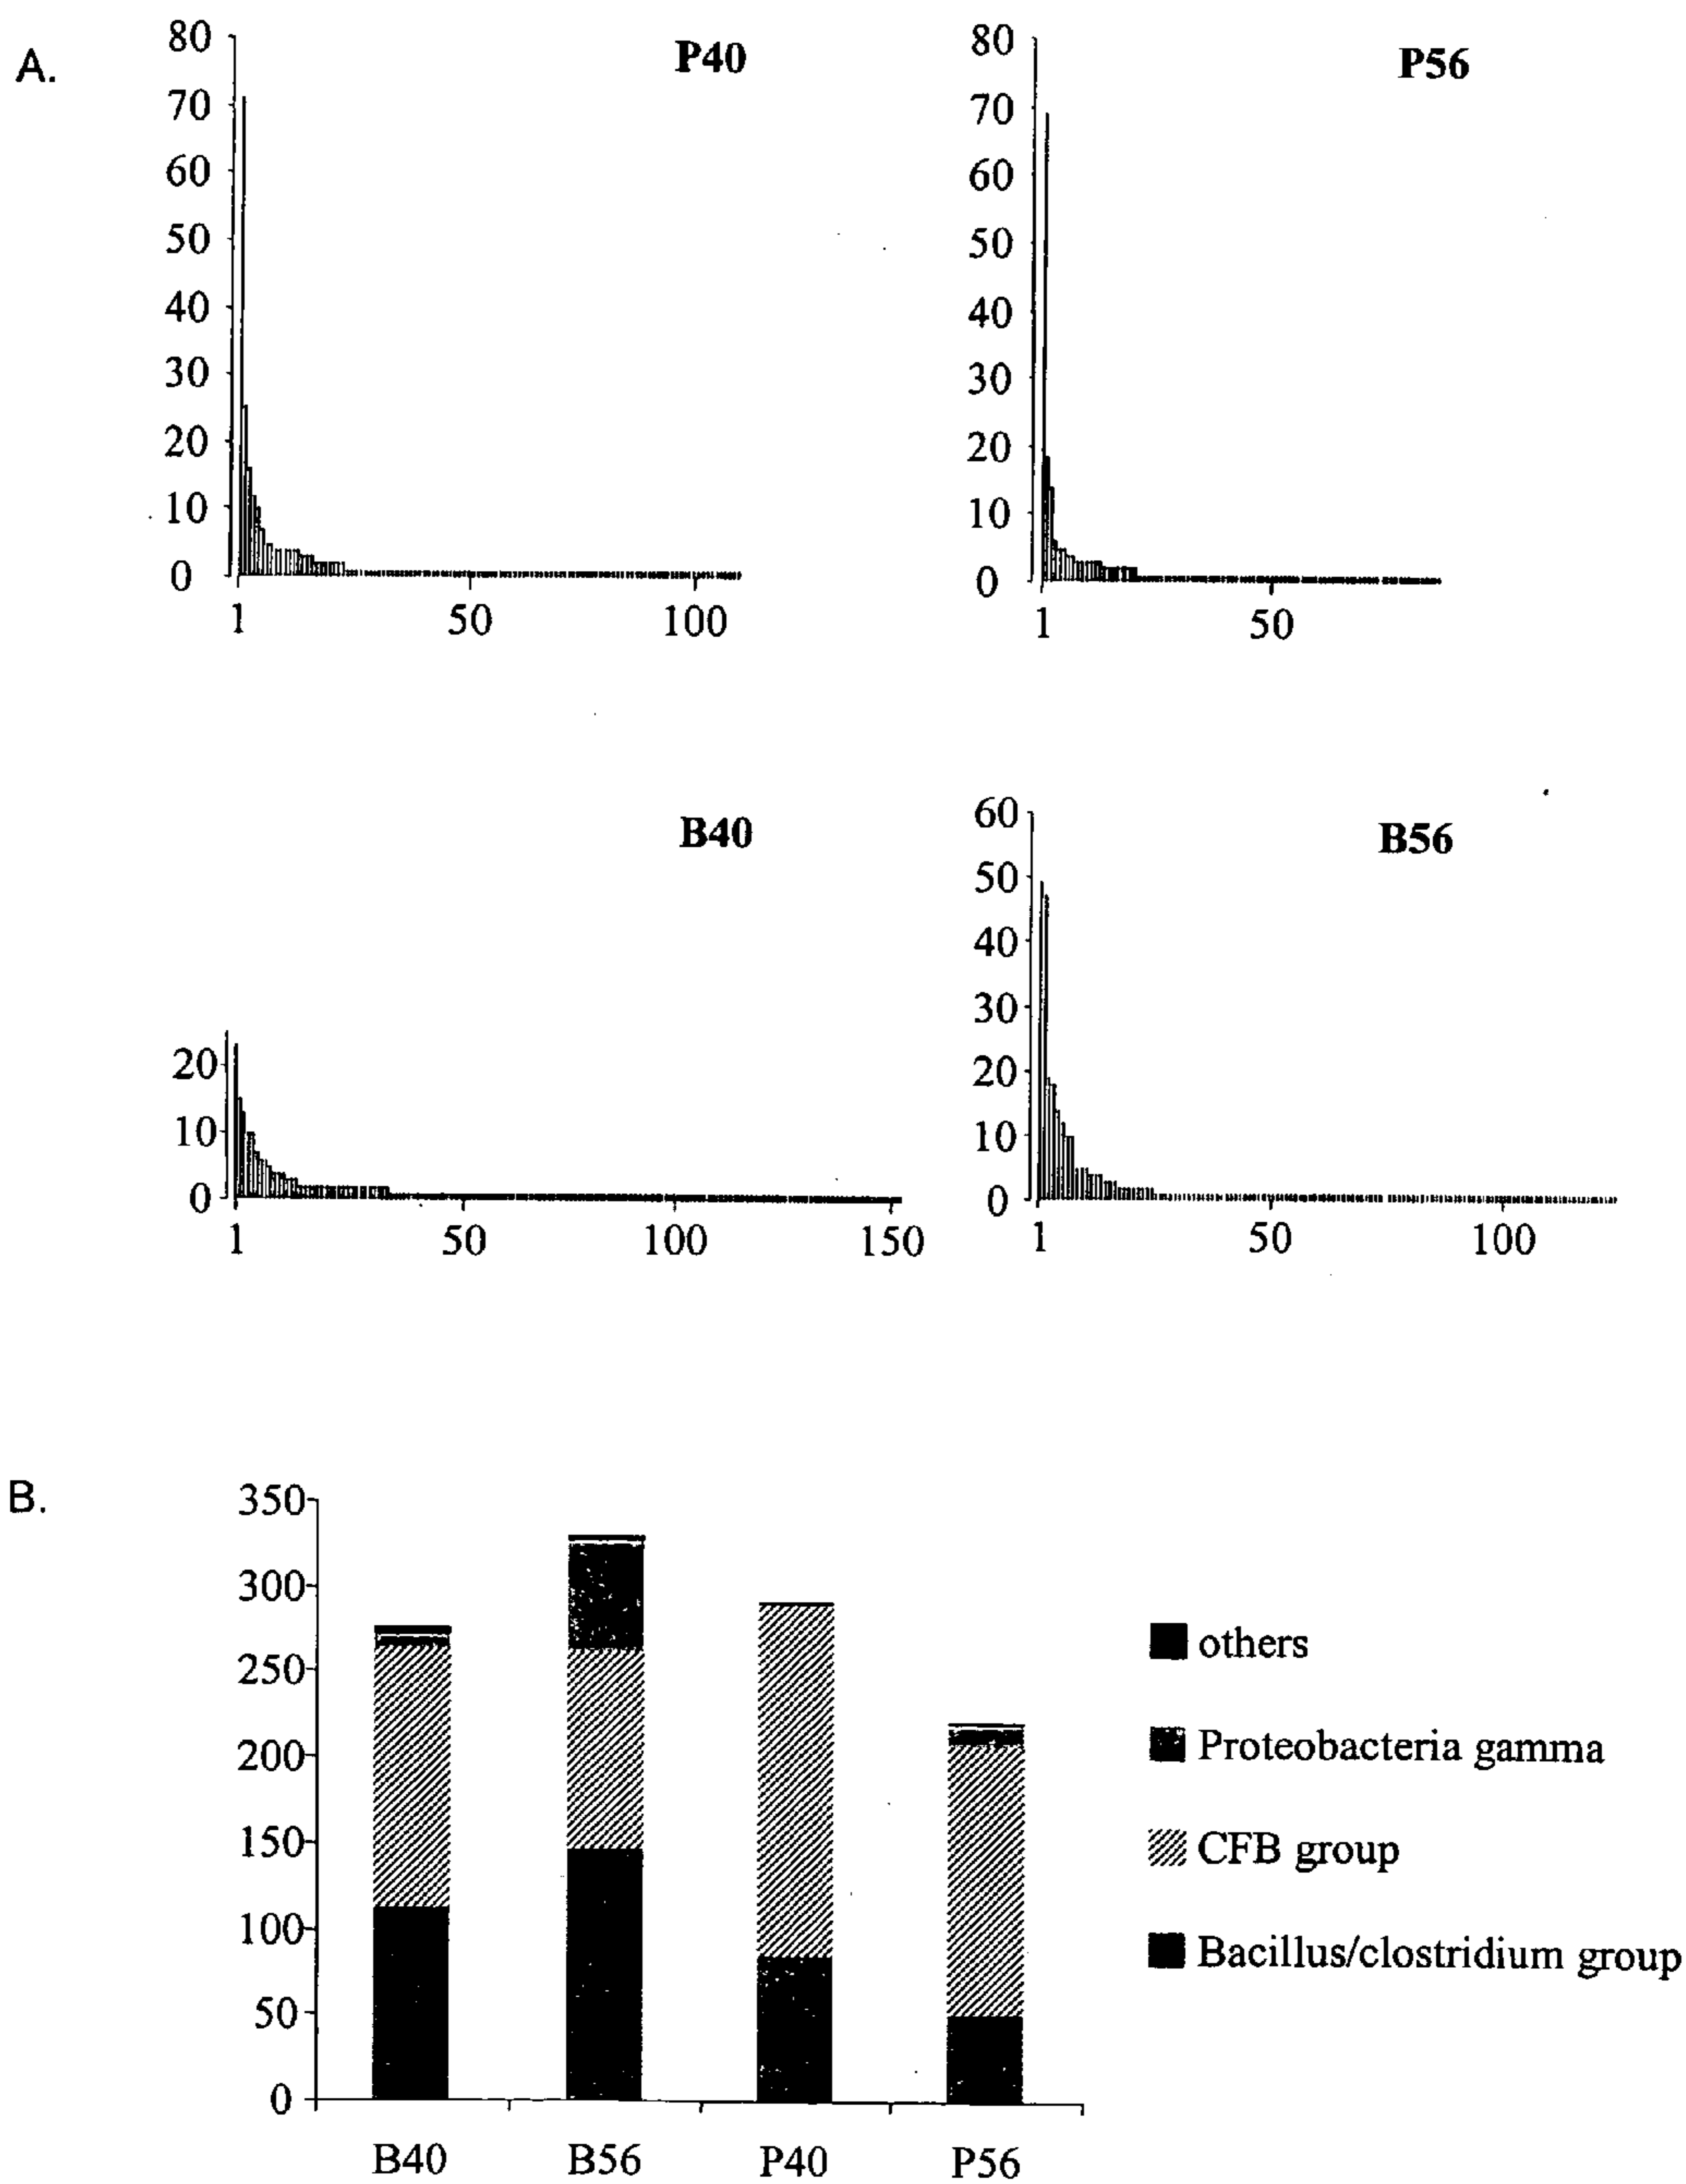 A.
P40
80
70
60
50
40
30
20
10
0
1 50 100
P56
80
70
60
50
40
30
20
10
0
1 50
B40
20
10
0
1 50 100 150
B56
60
50
40
30
20
10
0
1 50 100
B.
350
300
250
200
150
100
50
0
B40 B56 P40 P56
others
Proteobacteria gamma
CFB group
Bacillus/clostridium group